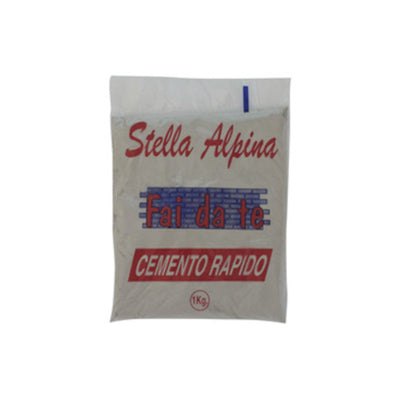 Stella Alpina
Fai da te
CEMENTO RAPIDO
1Kg.